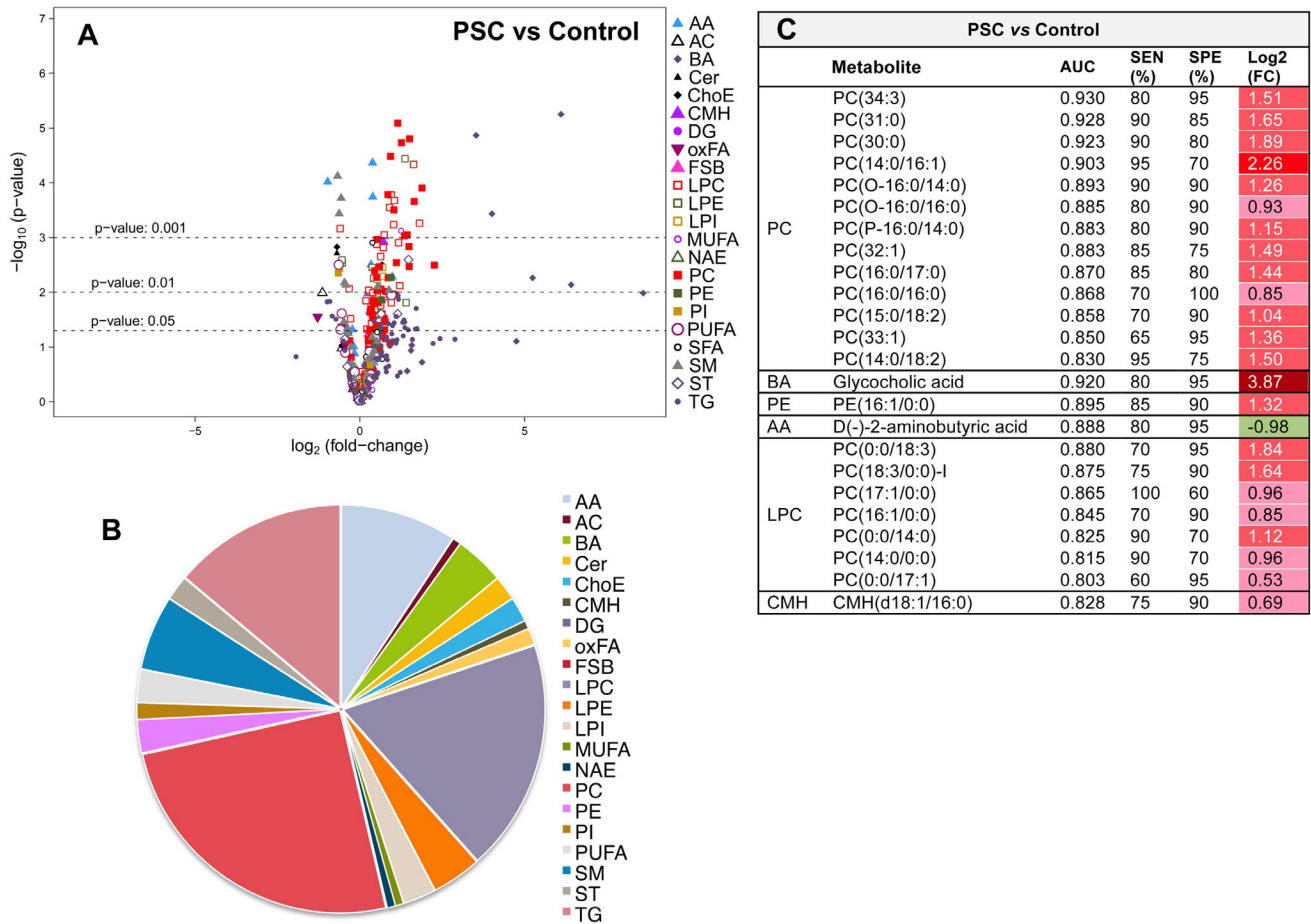 A
PSC vs Control
7
6
5
4
3
2
1
0
−log10 (p−value)
p−value: 0.001
p−value: 0.01
p−value: 0.05
−5
0
5
log2 (fold−change)
AA
AC
BA
Cer
ChoE
CMH
DG
oxFA
FSB
LPC
LPE
LPI
MUFA
NAE
PC
PE
PI
PUFA
SFA
SM
ST
TG
B
AA
AC
BA
Cer
ChoE
CMH
DG
oxFA
FSB
LPC
LPE
LPI
MUFA
NAE
PC
PE
PI
PUFA
SM
ST
TG
C
PSC vs Control
Metabolite AUC SEN (%) SPE (%) Log2 (FC)
PC
PC(34:3) 0.930 80 95 1.51
PC(31:0) 0.928 90 85 1.65
PC(30:0) 0.923 90 80 1.89
PC(14:0/16:1) 0.903 95 70 2.26
PC(O-16:0/14:0) 0.893 90 90 1.26
PC(O-16:0/16:0) 0.885 80 90 0.93
PC(P-16:0/14:0) 0.883 80 90 1.15
PC(32:1) 0.883 85 75 1.49
PC(16:0/17:0) 0.870 85 80 1.44
PC(16:0/16:0) 0.868 70 100 0.85
PC(15:0/18:2) 0.858 70 90 1.04
PC(33:1) 0.850 65 95 1.36
PC(14:0/18:2) 0.830 95 75 1.50
BA Glycocholic acid 0.920 80 95 3.87
PE PE(16:1/0:0) 0.895 85 90 1.32
AA D(-)-2-aminobutyric acid 0.888 80 95 -0.98
LPC
PC(0:0/18:3) 0.880 70 95 1.84
PC(18:3/0:0)-I 0.875 75 90 1.64
PC(17:1/0:0) 0.865 100 60 0.96
PC(16:1/0:0) 0.845 70 90 0.85
PC(0:0/14:0) 0.825 90 70 1.12
PC(14:0/0:0) 0.815 90 70 0.96
PC(0:0/17:1) 0.803 60 95 0.53
CMH CMH(d18:1/16:0) 0.828 75 90 0.69